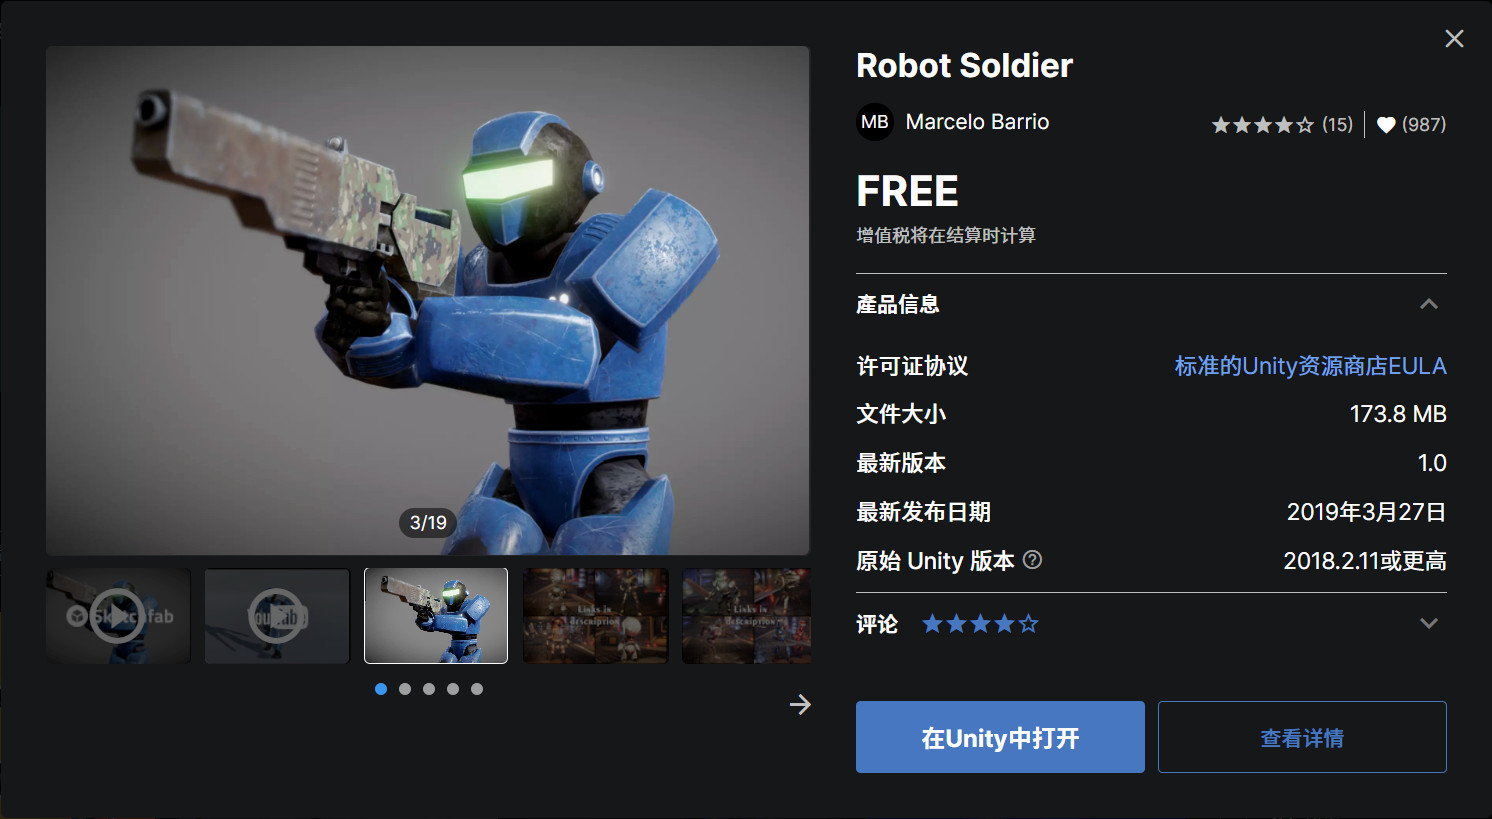 Robot Soldier
MB Marcelo Barrio
(15) (987)
FREE
增值税将在结算时计算
產品信息
许可证协议 标准的Unity资源商店EULA
文件大小 173.8 MB
最新版本 1.0
最新发布日期 2019年3月27日
原始 Unity 版本 2018.2.11或更高
评论
在Unity中打开 查看详情
3/19
Sketchfab
YouTube
Links in
description
Links in
description